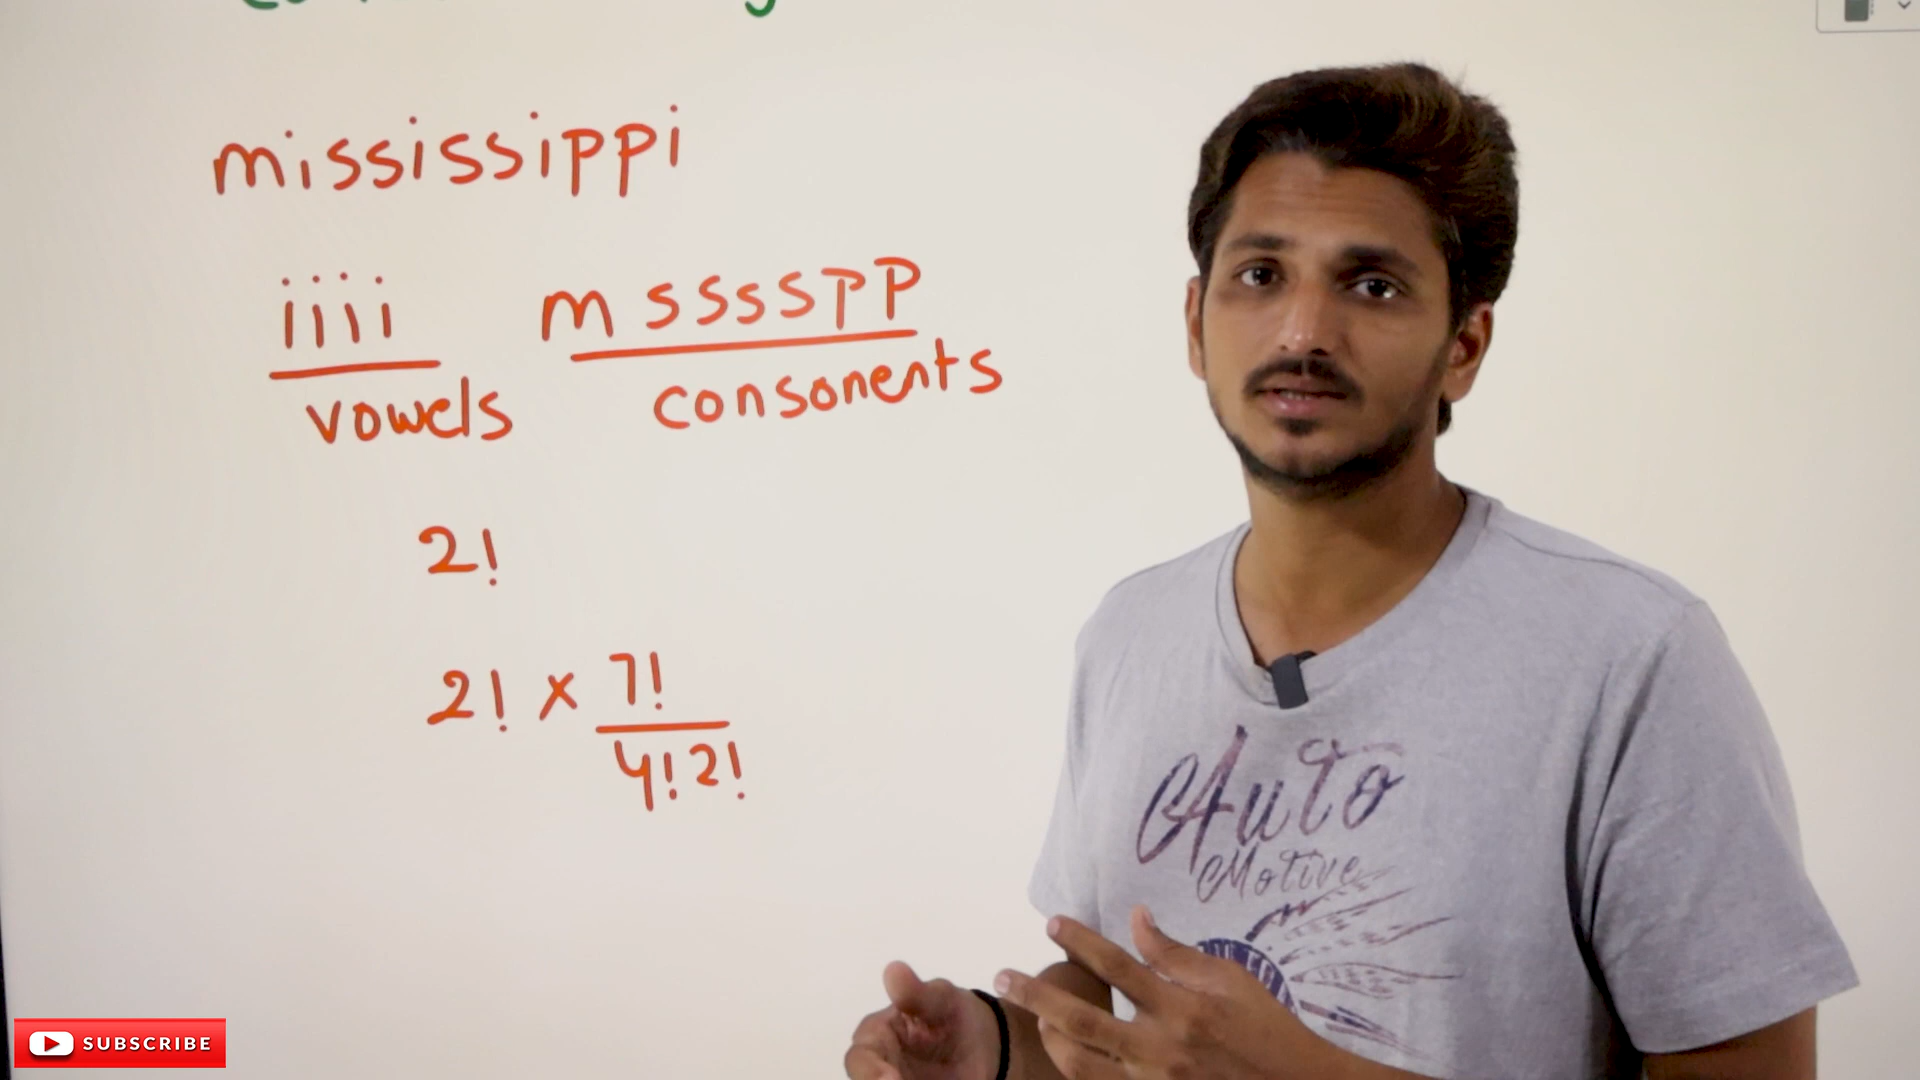 mississippi
iiii msssspp
vowels consonents
2!
2! x 7!
4!2!
Auto
Motive
SUBSCRIBE